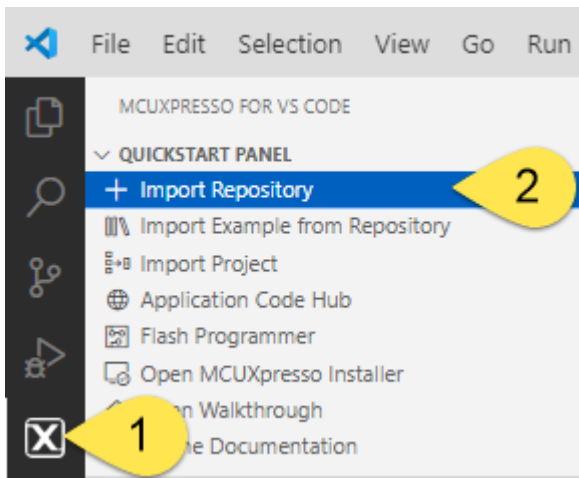 File Edit Selection View Go Run
MCUXPRESSO FOR VS CODE
QUICKSTART PANEL
Import Repository
2
Import Example from Repository
Import Project
Application Code Hub
Flash Programmer
Open MCUXpresso Installer
Walkthrough
X 1
Documentation